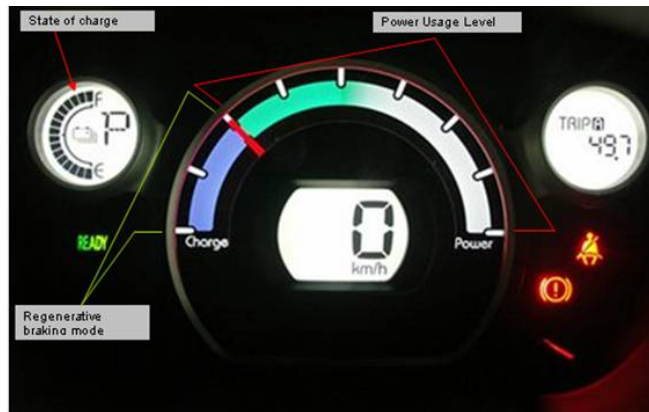 State of charge
Power Usage Level
F
P
E
TRIP A
49.7
READY
Charge
0
km/h
Power
Regenerative
braking mode